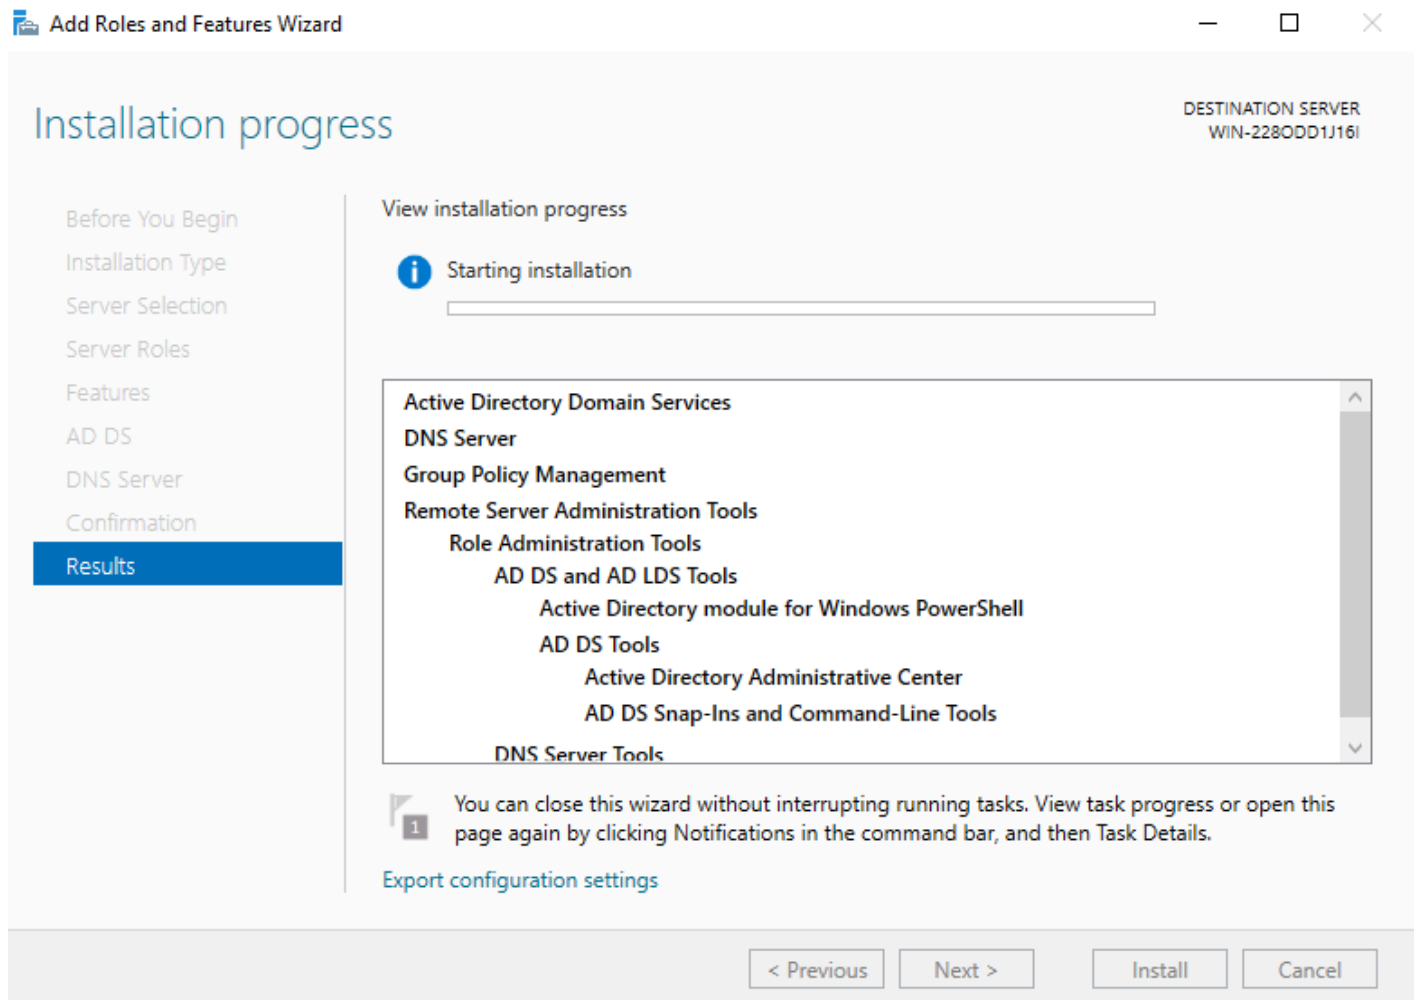 Add Roles and Features Wizard
Installation progress
DESTINATION SERVER
WIN-228ODD1J16I
Before You Begin
Installation Type
Server Selection
Server Roles
Features
AD DS
DNS Server
Confirmation
Results
View installation progress
Starting installation
Active Directory Domain Services
DNS Server
Group Policy Management
Remote Server Administration Tools
Role Administration Tools
AD DS and AD LDS Tools
Active Directory module for Windows PowerShell
AD DS Tools
Active Directory Administrative Center
AD DS Snap-Ins and Command-Line Tools
DNS Server Tools
1
You can close this wizard without interrupting running tasks. View task progress or open this
page again by clicking Notifications in the command bar, and then Task Details.
Export configuration settings
< Previous
Next >
Install
Cancel